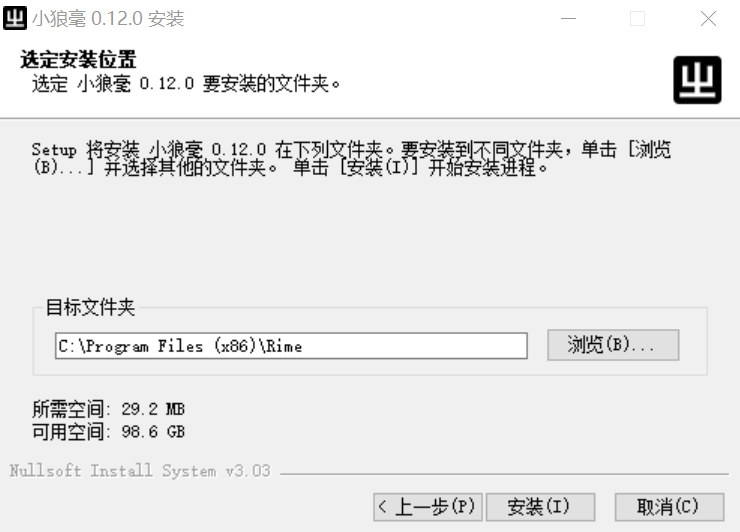 小狼毫 0.12.0 安装
选定安装位置
选定 小狼毫 0.12.0 要安装的文件夹。
Setup 将安装 小狼毫 0.12.0 在下列文件夹。要安装到不同文件夹，单击 [浏览
(B)...] 并选择其他的文件夹。 单击 [安装(I)] 开始安装进程。
目标文件夹
C:\Program Files (x86)\Rime
浏览(B)...
所需空间: 29.2 MB
可用空间: 98.6 GB
Nullsoft Install System v3.03
< 上一步(P)
安装(I)
取消(C)